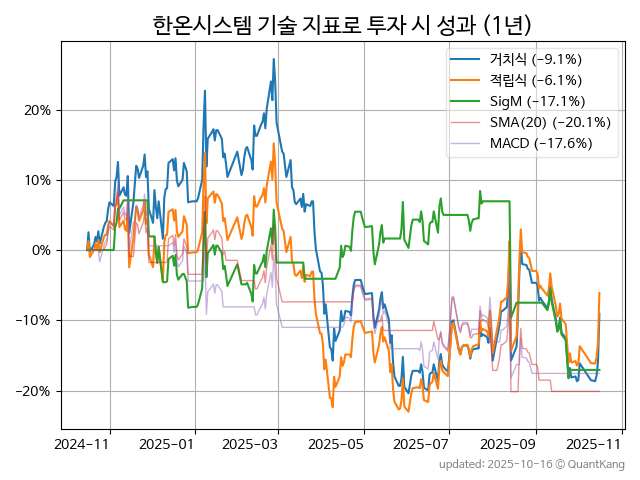 한온시스템 기술 지표로 투자 시 성과 (1년)
거치식 (−9.1%)
적립식 (−6.1%)
SigM (−17.1%)
SMA(20) (−20.1%)
MACD (−17.6%)
20%
10%
0%
−10%
−20%
2024-11 2025-01 2025-03 2025-05 2025-07 2025-09 2025-11
updated: 2025-10-16 © QuantKang